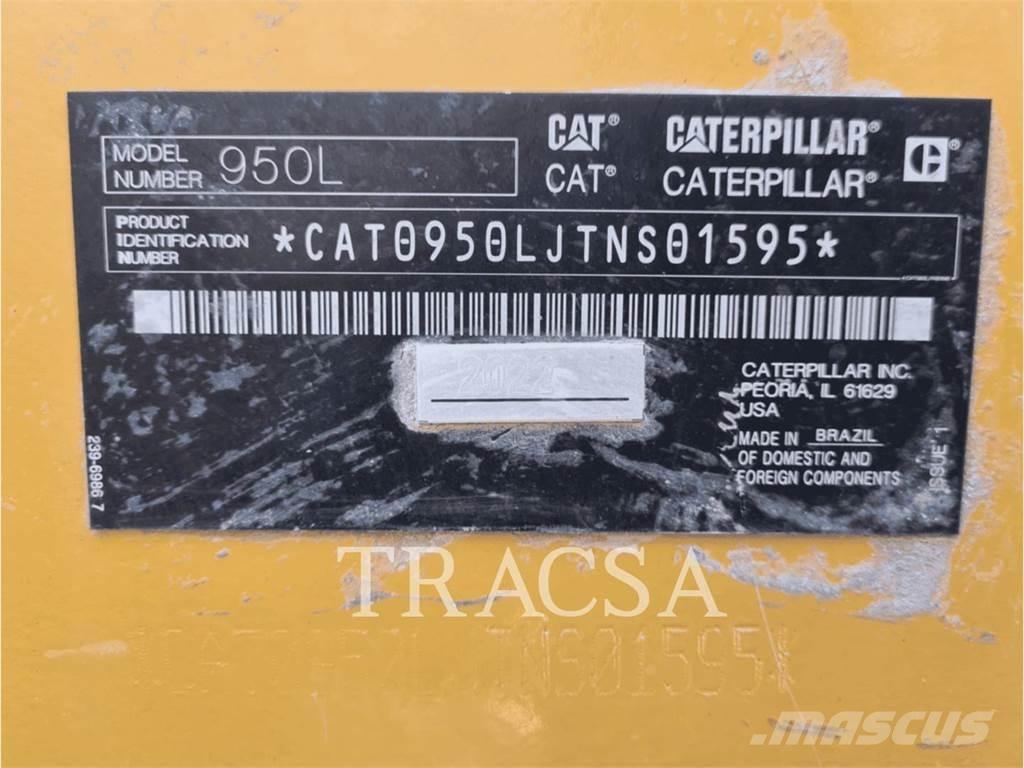 MODEL NUMBER 950L
CAT® CATERPILLAR®
CAT® CATERPILLAR®
PRODUCT IDENTIFICATION NUMBER *CAT0950LJTNS01595*
2022
CATERPILLAR INC.
PEORIA, IL 61629
USA
MADE IN BRAZIL
OF DOMESTIC AND
FOREIGN COMPONENTS
ISSUE 1
239-6986 7
TRACSA
JTNS01595*
MASCUS